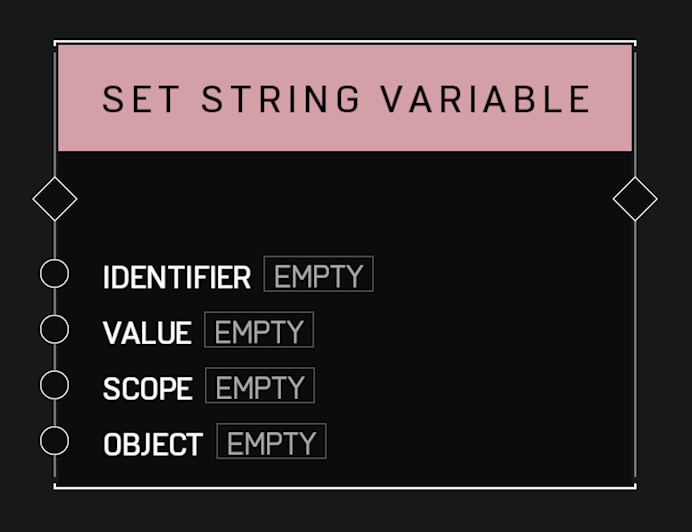 SET STRING VARIABLE
IDENTIFIER EMPTY
VALUE EMPTY
SCOPE EMPTY
OBJECT EMPTY